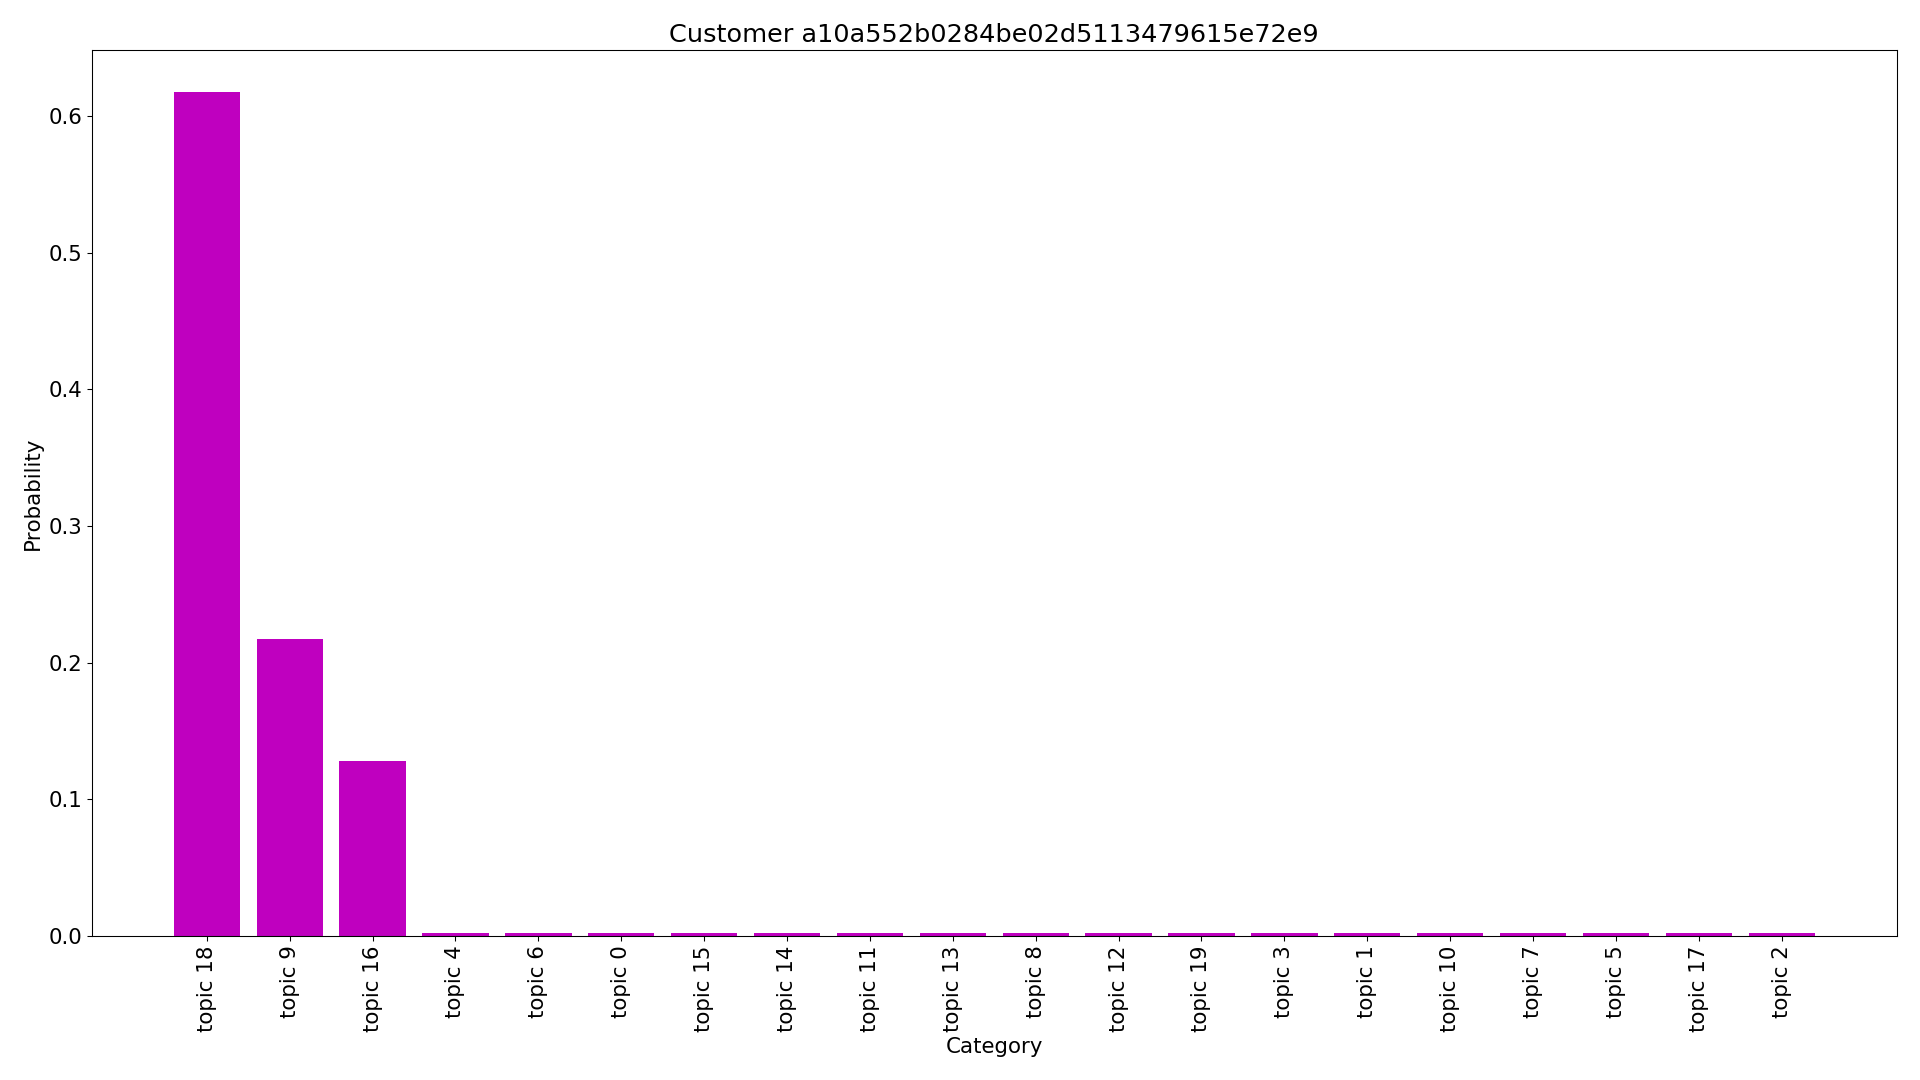 Customer a10a552b0284be02d5113479615e72e9
Probability
0.6
0.5
0.4
0.3
0.2
0.1
0.0
topic 18
topic 9
topic 16
topic 4
topic 6
topic 0
topic 15
topic 14
topic 11
topic 13
topic 8
topic 12
topic 19
topic 3
topic 1
topic 10
topic 7
topic 5
topic 17
topic 2
Category